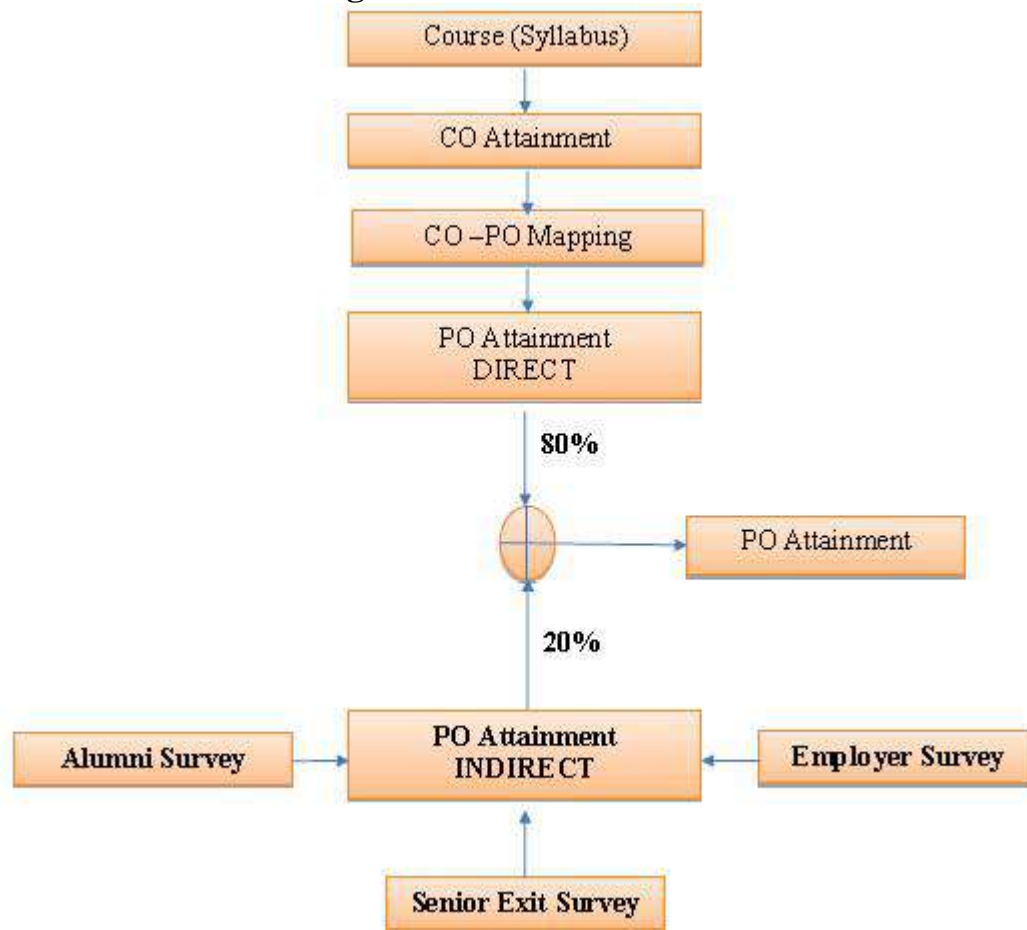 Course (Syllabus)
CO Attainment
CO –PO Mapping
PO Attainment
DIRECT
80%
PO Attainment
20%
Alumni Survey
PO Attainment
INDIRECT
Employer Survey
Senior Exit Survey